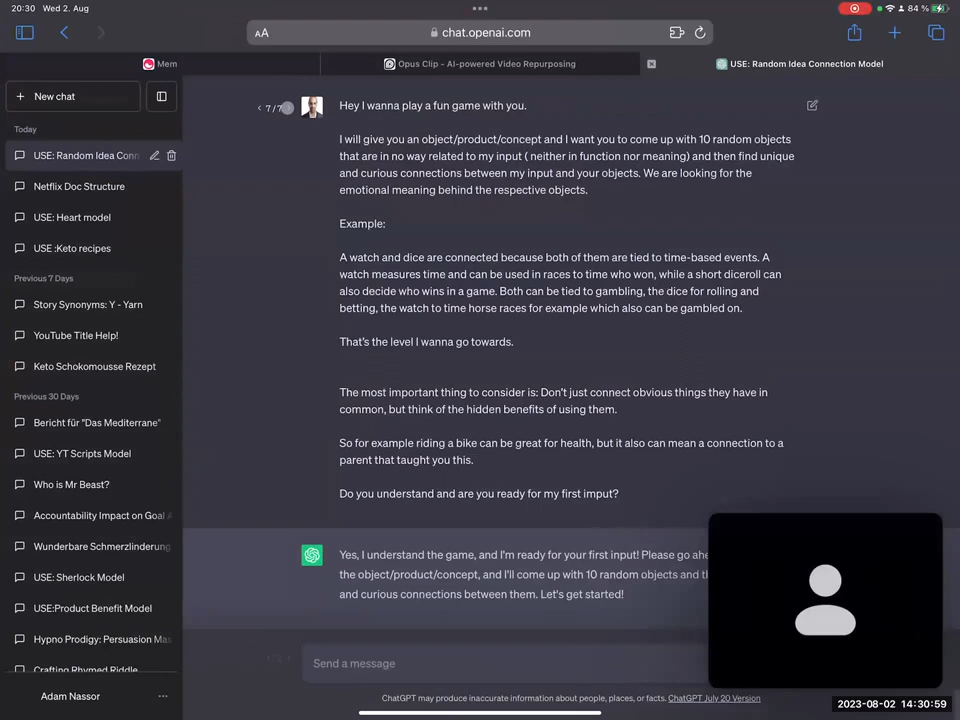 20:30 Wed 2. Aug
84 %
AA
chat.openai.com
Mem
Opus Clip - AI-powered Video Repurposing
USE: Random Idea Connection Model
New chat
Today
USE: Random Idea Conn
Netflix Doc Structure
USE: Heart model
USE :Keto recipes
Previous 7 Days
Story Synonyms: Y - Yarn
YouTube Title Help!
Keto Schokomousse Rezept
Previous 30 Days
Bericht für "Das Mediterrane"
USE: YT Scripts Model
Who is Mr Beast?
Accountability Impact on Goal A
Wunderbare Schmerzlinderung
USE: Sherlock Model
USE:Product Benefit Model
Hypno Prodigy: Persuasion Mas
Crafting Rhymed Riddle
Adam Nassor
7 / 7
Hey I wanna play a fun game with you.
I will give you an object/product/concept and I want you to come up with 10 random objects
that are in no way related to my input ( neither in function nor meaning) and then find unique
and curious connections between my input and your objects. We are looking for the
emotional meaning behind the respective objects.
Example:
A watch and dice are connected because both of them are tied to time-based events. A
watch measures time and can be used in races to time who won, while a short diceroll can
also decide who wins in a game. Both can be tied to gambling, the dice for rolling and
betting, the watch to time horse races for example which also can be gambled on.
That's the level I wanna go towards.
The most important thing to consider is: Don't just connect obvious things they have in
common, but think of the hidden benefits of using them.
So for example riding a bike can be great for health, but it also can mean a connection to a
parent that taught you this.
Do you understand and are you ready for my first imput?
Yes, I understand the game, and I'm ready for your first input! Please go ahe
the object/product/concept, and I'll come up with 10 random objects and th
and curious connections between them. Let's get started!
Send a message
ChatGPT may produce inaccurate information about people, places, or facts. ChatGPT July 20 Version
2023-08-02 14:30:59